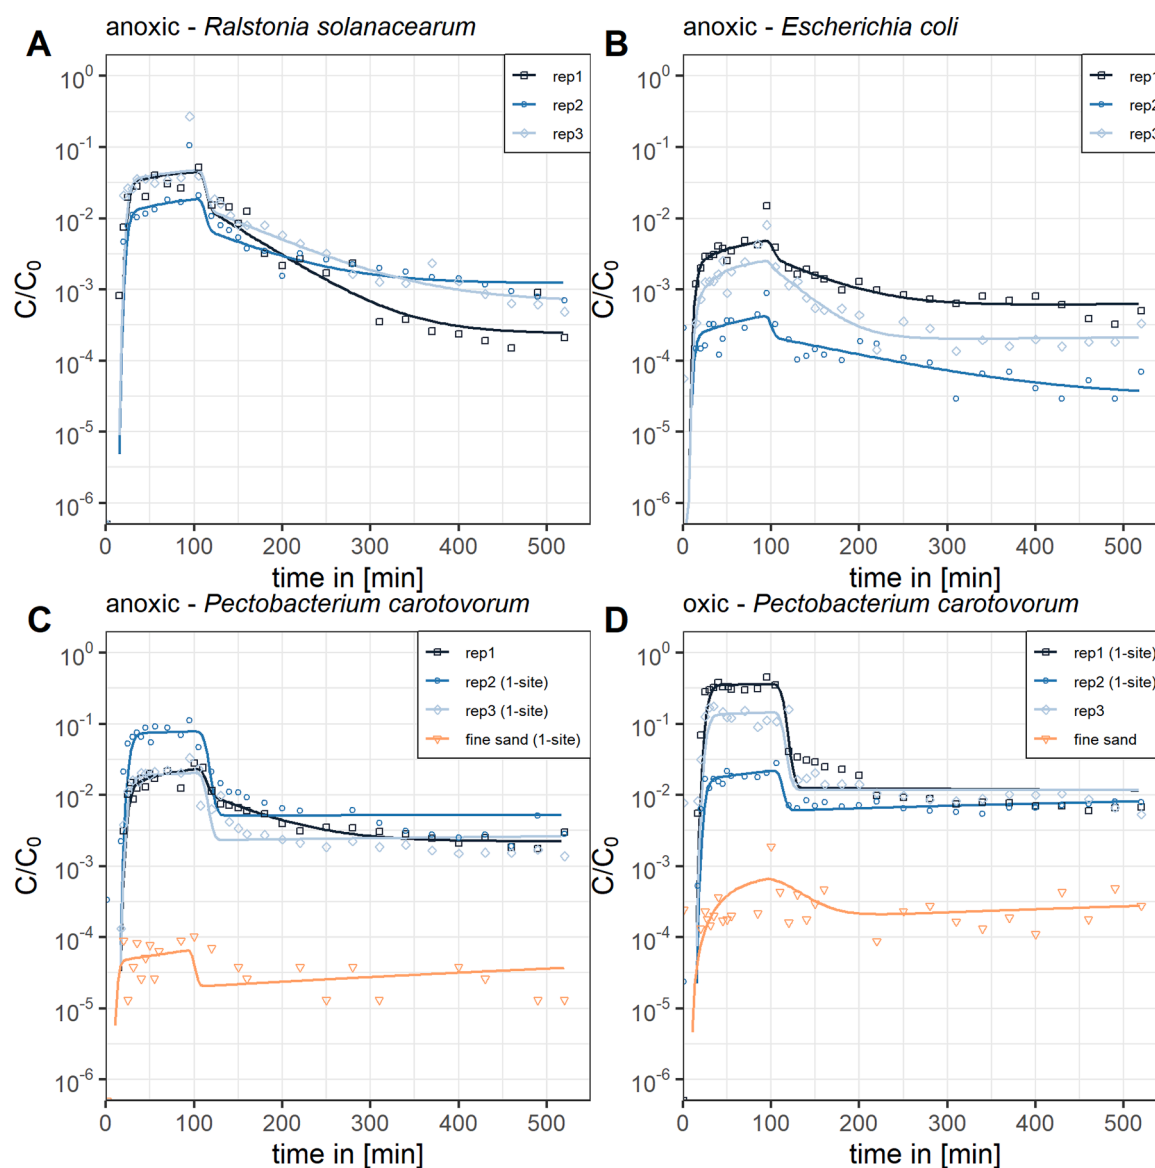 A
anoxic - Ralstonia solanacearum
C/C0
10^0
10^-1
10^-2
10^-3
10^-4
10^-5
10^-6
rep1
rep2
rep3
0 100 200 300 400 500
time in [min]
B
anoxic - Escherichia coli
C/C0
10^0
10^-1
10^-2
10^-3
10^-4
10^-5
10^-6
rep1
rep2
rep3
0 100 200 300 400 500
time in [min]
C
anoxic - Pectobacterium carotovorum
C/C0
10^0
10^-1
10^-2
10^-3
10^-4
10^-5
10^-6
rep1
rep2 (1-site)
rep3 (1-site)
fine sand (1-site)
0 100 200 300 400 500
time in [min]
D
oxic - Pectobacterium carotovorum
C/C0
10^0
10^-1
10^-2
10^-3
10^-4
10^-5
10^-6
rep1 (1-site)
rep2 (1-site)
rep3
fine sand
0 100 200 300 400 500
time in [min]